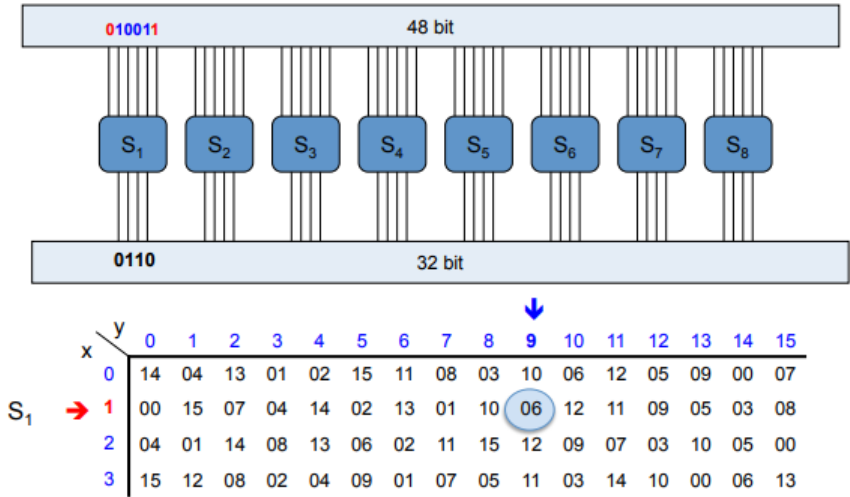 010011 48 bit
S1 S2 S3 S4 S5 S6 S7 S8
0110 32 bit
y 0 1 2 3 4 5 6 7 8 9 10 11 12 13 14 15
x
0 14 04 13 01 02 15 11 08 03 10 06 12 05 09 00 07
S1 1 00 15 07 04 14 02 13 01 10 06 12 11 09 05 03 08
2 04 01 14 08 13 06 02 11 15 12 09 07 03 10 05 00
3 15 12 08 02 04 09 01 07 05 11 03 14 10 00 06 13